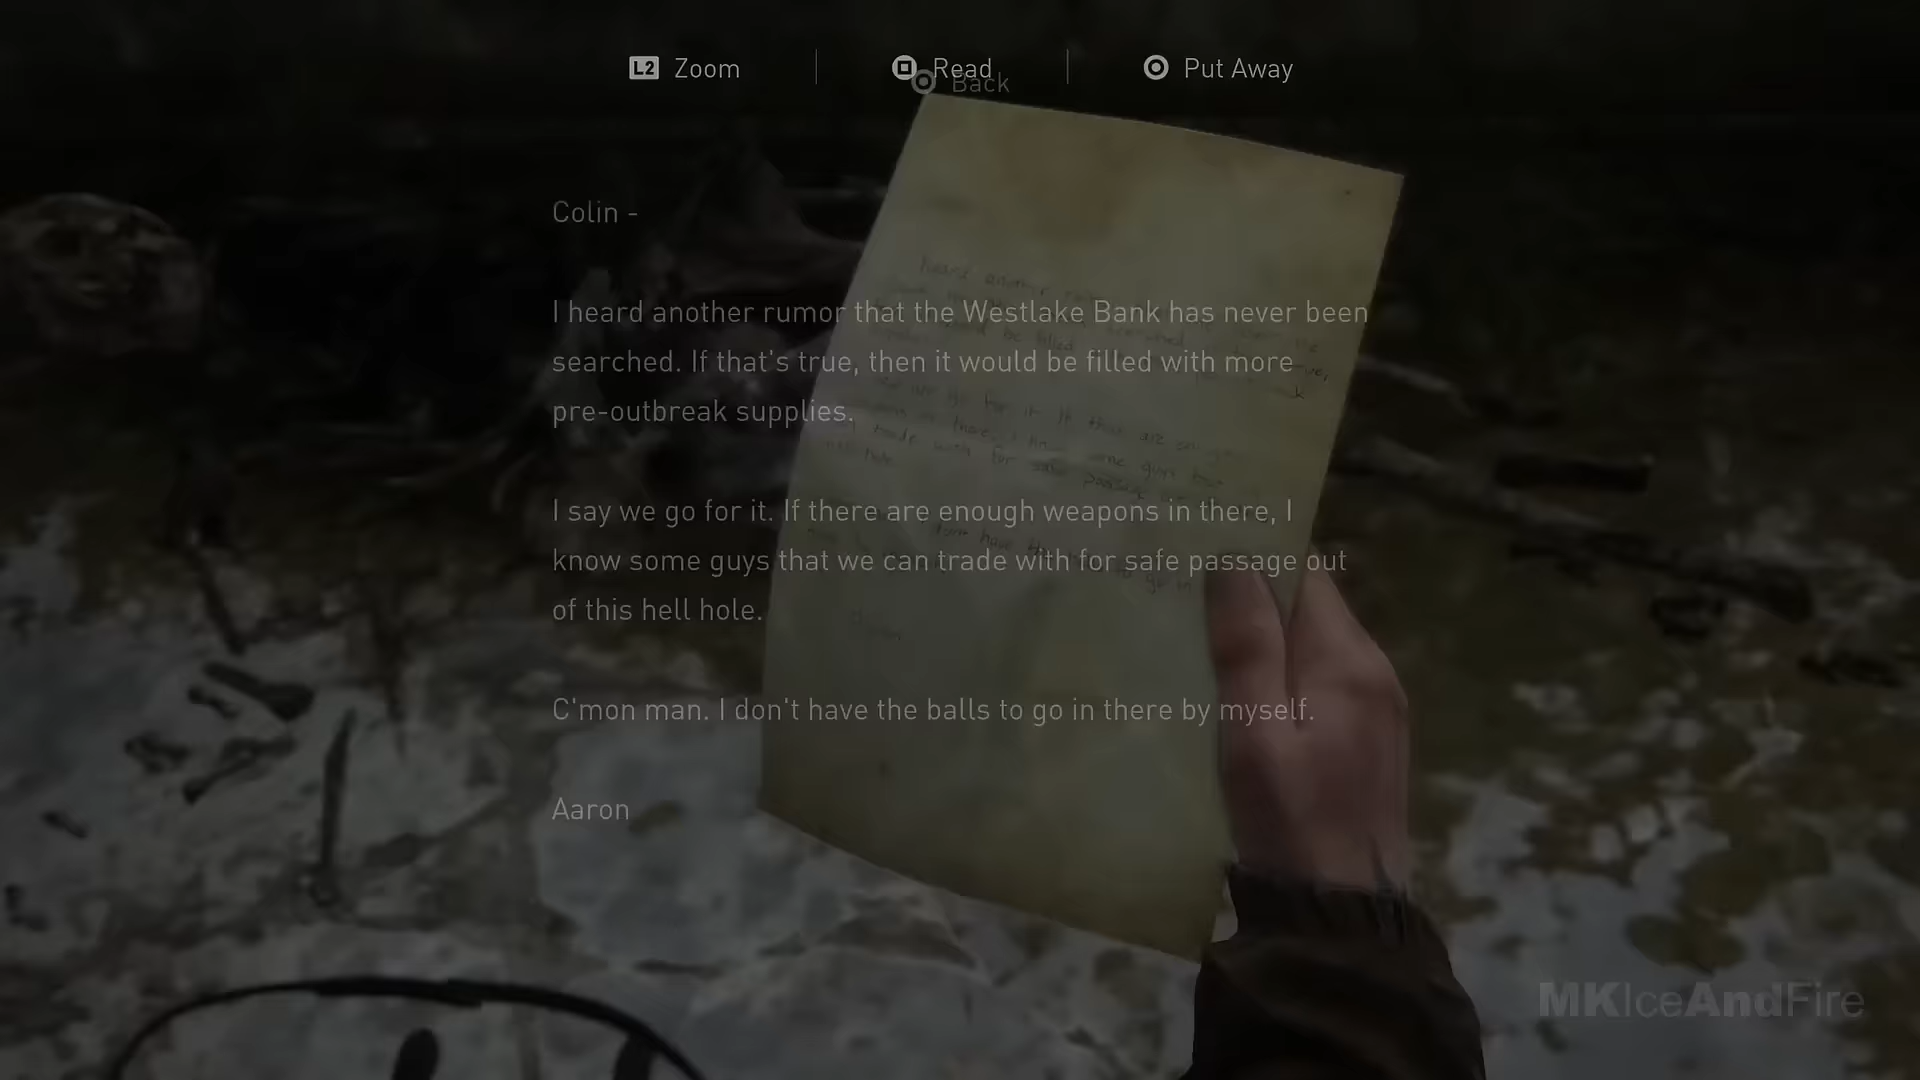 L2 Zoom
Read
Put Away
Back
Colin -
I heard another rumor that the Westlake Bank has never been
searched. If that's true, then it would be filled with more
pre-outbreak supplies.
I say we go for it. If there are enough weapons in there, I
know some guys that we can trade with for safe passage out
of this hell hole.
C'mon man. I don't have the balls to go in there by myself.
Aaron
MKIceAndFire